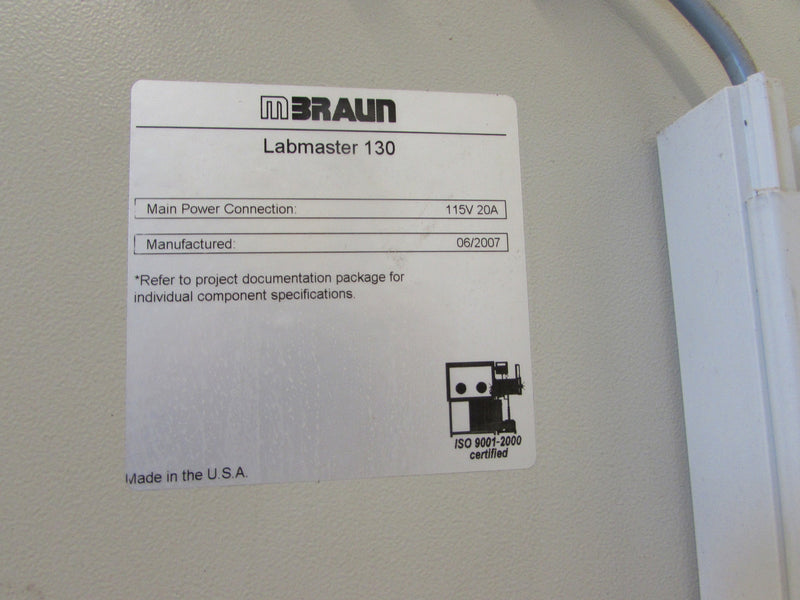 mBRAUN
Labmaster 130
Main Power Connection: 115V 20A
Manufactured: 06/2007
*Refer to project documentation package for
individual component specifications.
ISO 9001-2000
certified
Made in the U.S.A.